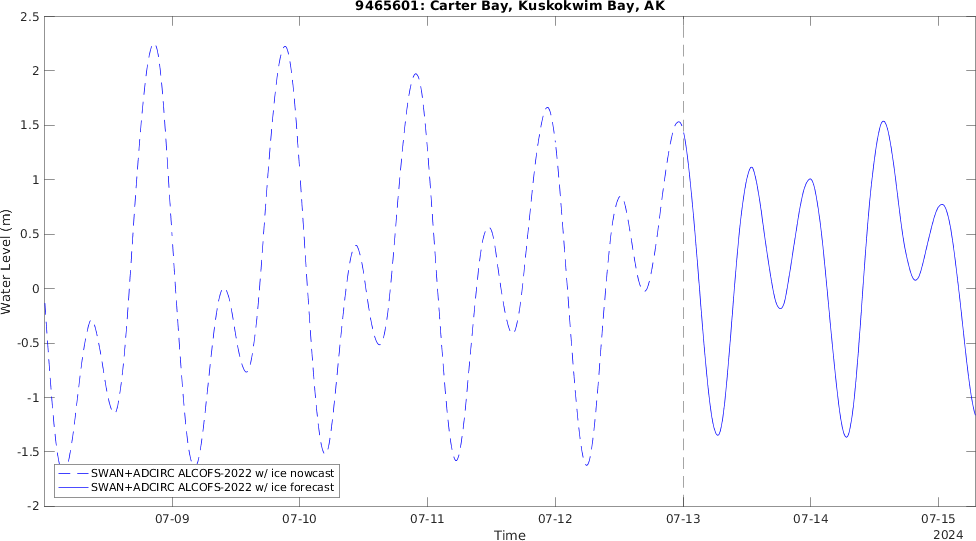 9465601: Carter Bay, Kuskokwim Bay, AK
2.5
2
1.5
1
0.5
0
-0.5
-1
-1.5
-2
Water Level (m)
SWAN+ADCIRC ALCOFS-2022 w/ ice nowcast
SWAN+ADCIRC ALCOFS-2022 w/ ice forecast
07-09 07-10 07-11 07-12 07-13 07-14 07-15
Time
2024